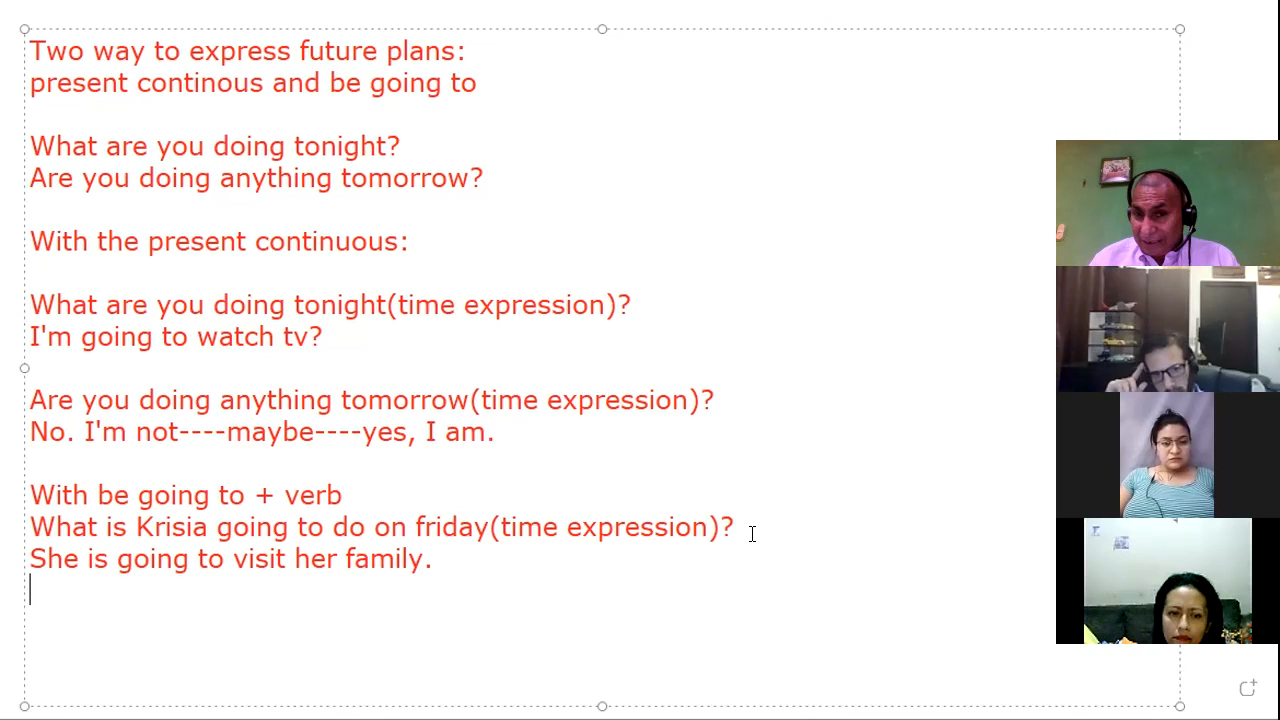 Two way to express future plans:
present continous and be going to
What are you doing tonight?
Are you doing anything tomorrow?
With the present continuous:
What are you doing tonight(time expression)?
I'm going to watch tv?
Are you doing anything tomorrow(time expression)?
No. I'm not----maybe----yes, I am.
With be going to + verb
What is Krisia going to do on friday(time expression)?
She is going to visit her family.